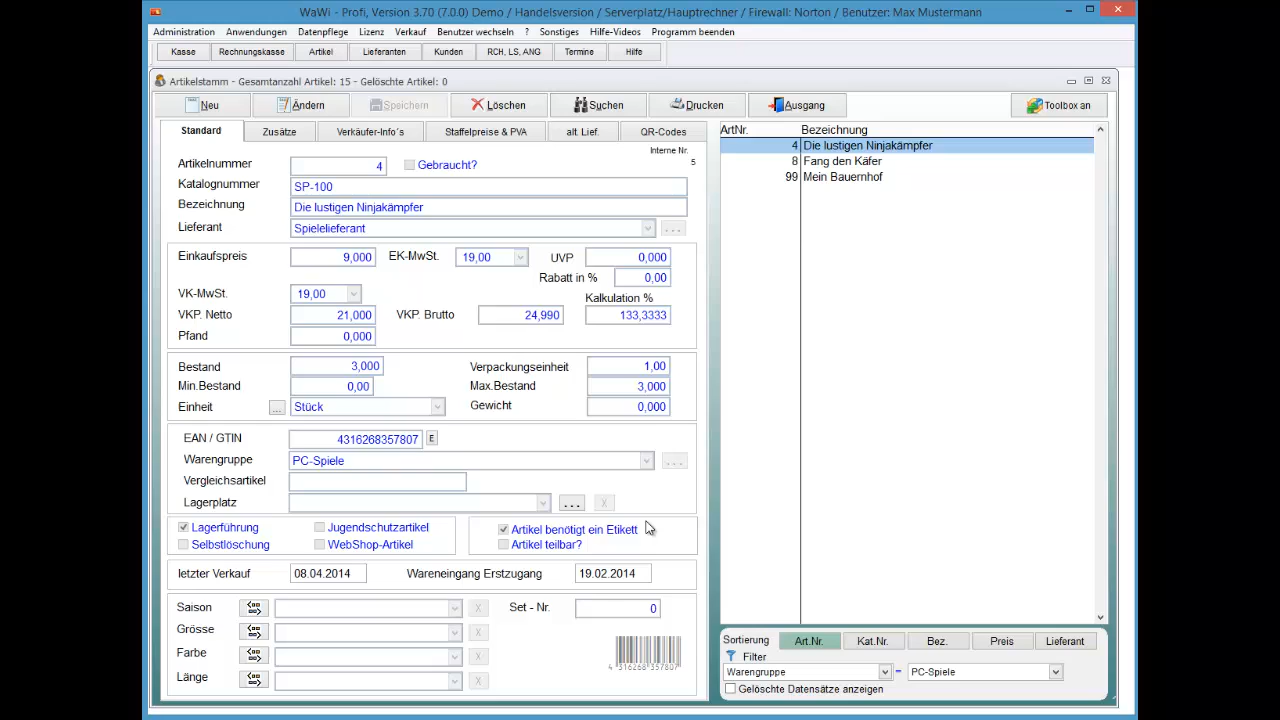 WaWi - Profi, Version 3.70 (7.0.0) Demo / Handelsversion / Serverplatz/Hauptrechner / Firewall: Norton / Benutzer: Max Mustermann
Administration Anwendungen Datenpflege Lizenz Verkauf Benutzer wechseln ? Sonstiges Hilfe-Videos Programm beenden
Kasse Rechnungskasse Artikel Lieferanten Kunden RCH, LS, ANG Termine Hilfe
Artikelstamm - Gesamtanzahl Artikel: 15 - Gelöschte Artikel: 0
Neu Ändern Speichern Löschen Suchen Drucken Ausgang Toolbox an
Standard Zusätze Verkäufer-Info´s Staffelpreise & PVA alt. Lief. QR-Codes
Interne Nr.
5
Artikelnummer 4 Gebraucht?
Katalognummer SP-100
Bezeichnung Die lustigen Ninjakämpfer
Lieferant Spielelieferant ...
Einkaufspreis 9,000 EK-MwSt. 19,00 UVP 0,000
Rabatt in % 0,00
VK-MwSt. 19,00 Kalkulation %
VKP. Netto 21,000 VKP. Brutto 24,990 133,3333
Pfand 0,000
Bestand 3,000 Verpackungseinheit 1,00
Min.Bestand 0,00 Max.Bestand 3,000
Einheit ... Stück Gewicht 0,000
EAN / GTIN 4316268357807 E
Warengruppe PC-Spiele ...
Vergleichsartikel
Lagerplatz ... X
Lagerführung Jugendschutzartikel Artikel benötigt ein Etikett
Selbstlöschung WebShop-Artikel Artikel teilbar?
letzter Verkauf 08.04.2014 Wareneingang Erstzugang 19.02.2014
Saison X Set - Nr. 0
Grösse X
Farbe X
Länge X
4 316268 357807
ArtNr. Bezeichnung
4 Die lustigen Ninjakämpfer
8 Fang den Käfer
99 Mein Bauernhof
Sortierung Art.Nr. Kat.Nr. Bez. Preis Lieferant
Filter
Warengruppe = PC-Spiele
Gelöschte Datensätze anzeigen